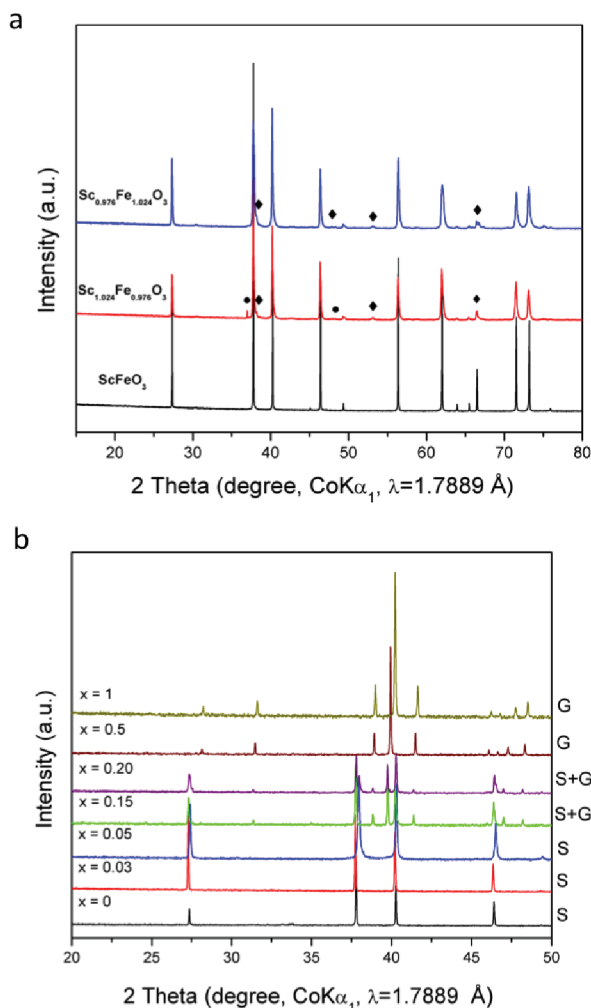 a
Intensity (a.u.)
Sc0.976Fe1.024O3
Sc1.024Fe0.976O3
ScFeO3
20 30 40 50 60 70 80
2 Theta (degree, CoKα1, λ=1.7889 Å)
b
Intensity (a.u.)
x = 1 G
x = 0.5 G
x = 0.20 S+G
x = 0.15 S+G
x = 0.05 S
x = 0.03 S
x = 0 S
20 25 30 35 40 45 50
2 Theta (degree, CoKα1, λ=1.7889 Å)